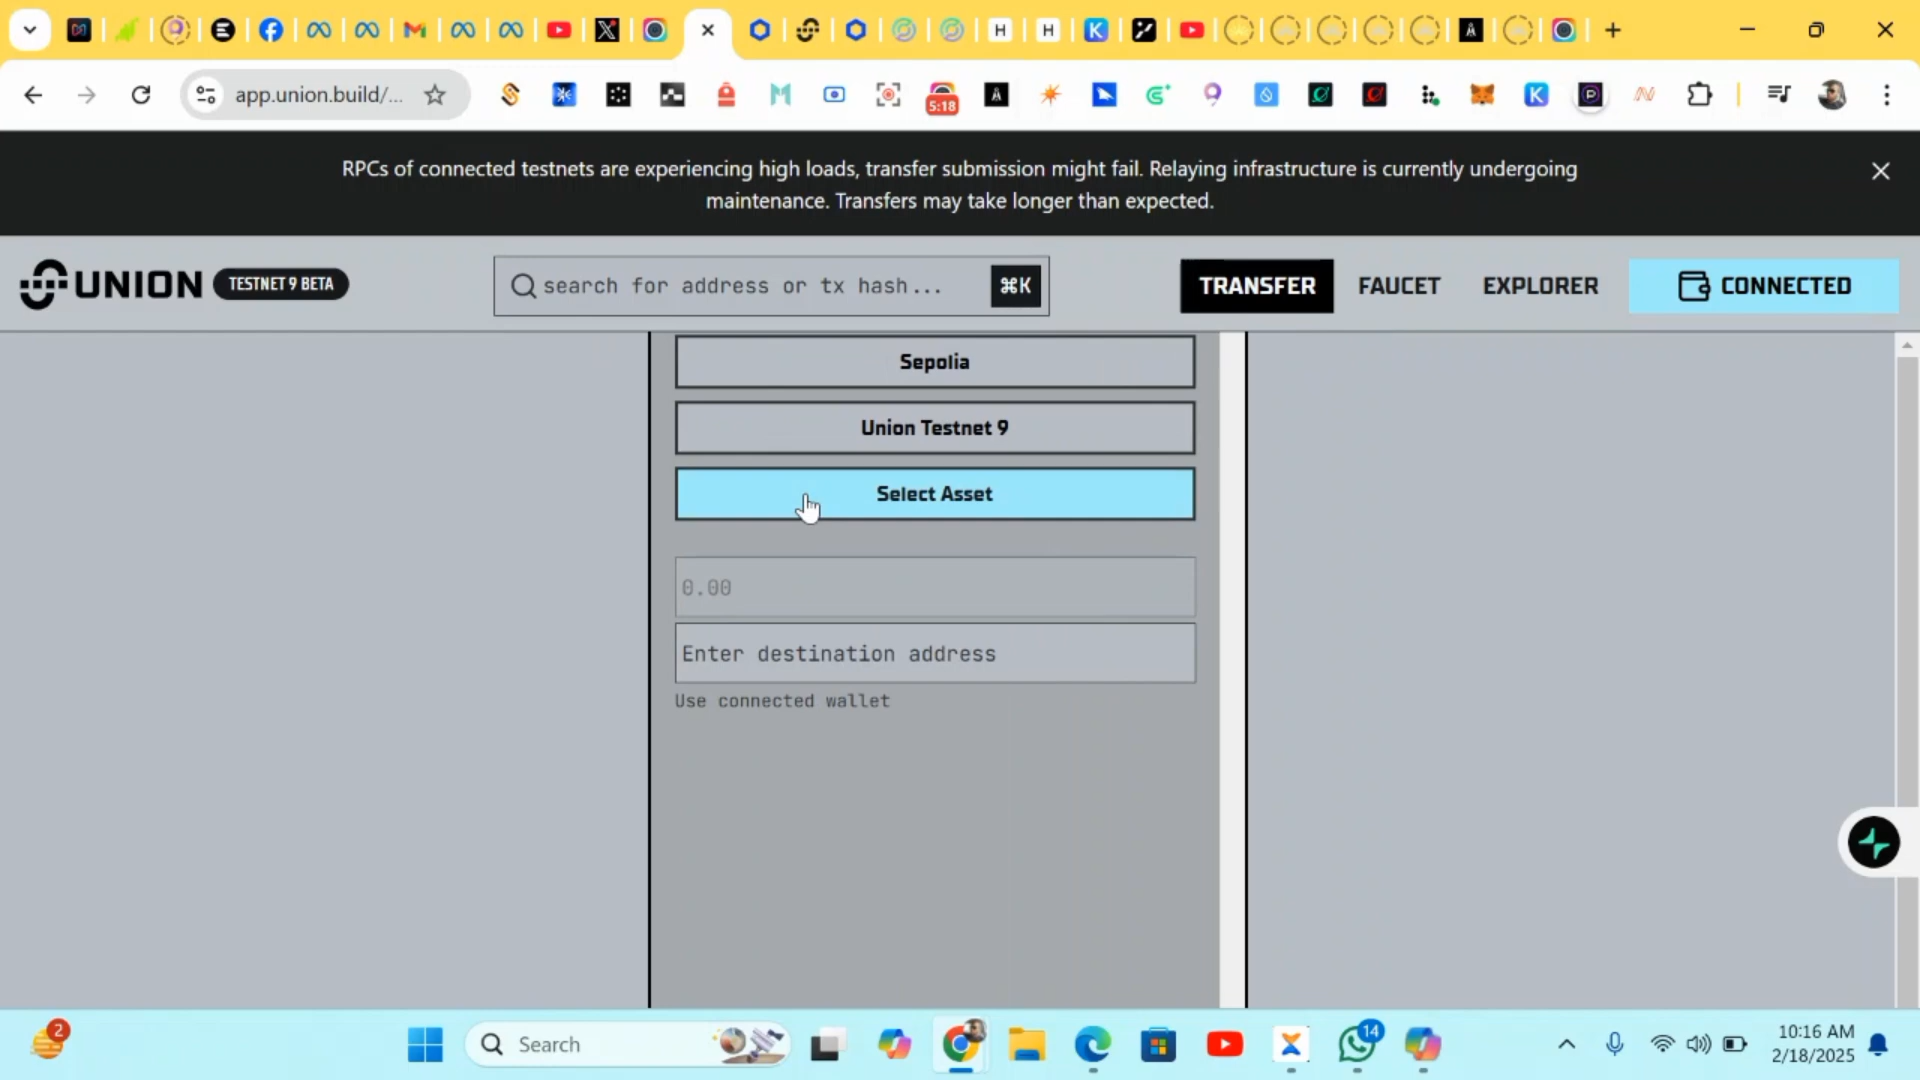 app.union.build/...
5:18
RPCs of connected testnets are experiencing high loads, transfer submission might fail. Relaying infrastructure is currently undergoing
maintenance. Transfers may take longer than expected.
UNION
TESTNET 9 BETA
search for address or tx hash...
⌘K
TRANSFER
FAUCET
EXPLORER
CONNECTED
Sepolia
Union Testnet 9
Select Asset
0.00
Enter destination address
Use connected wallet
2
Search
14
10:16 AM
2/18/2025